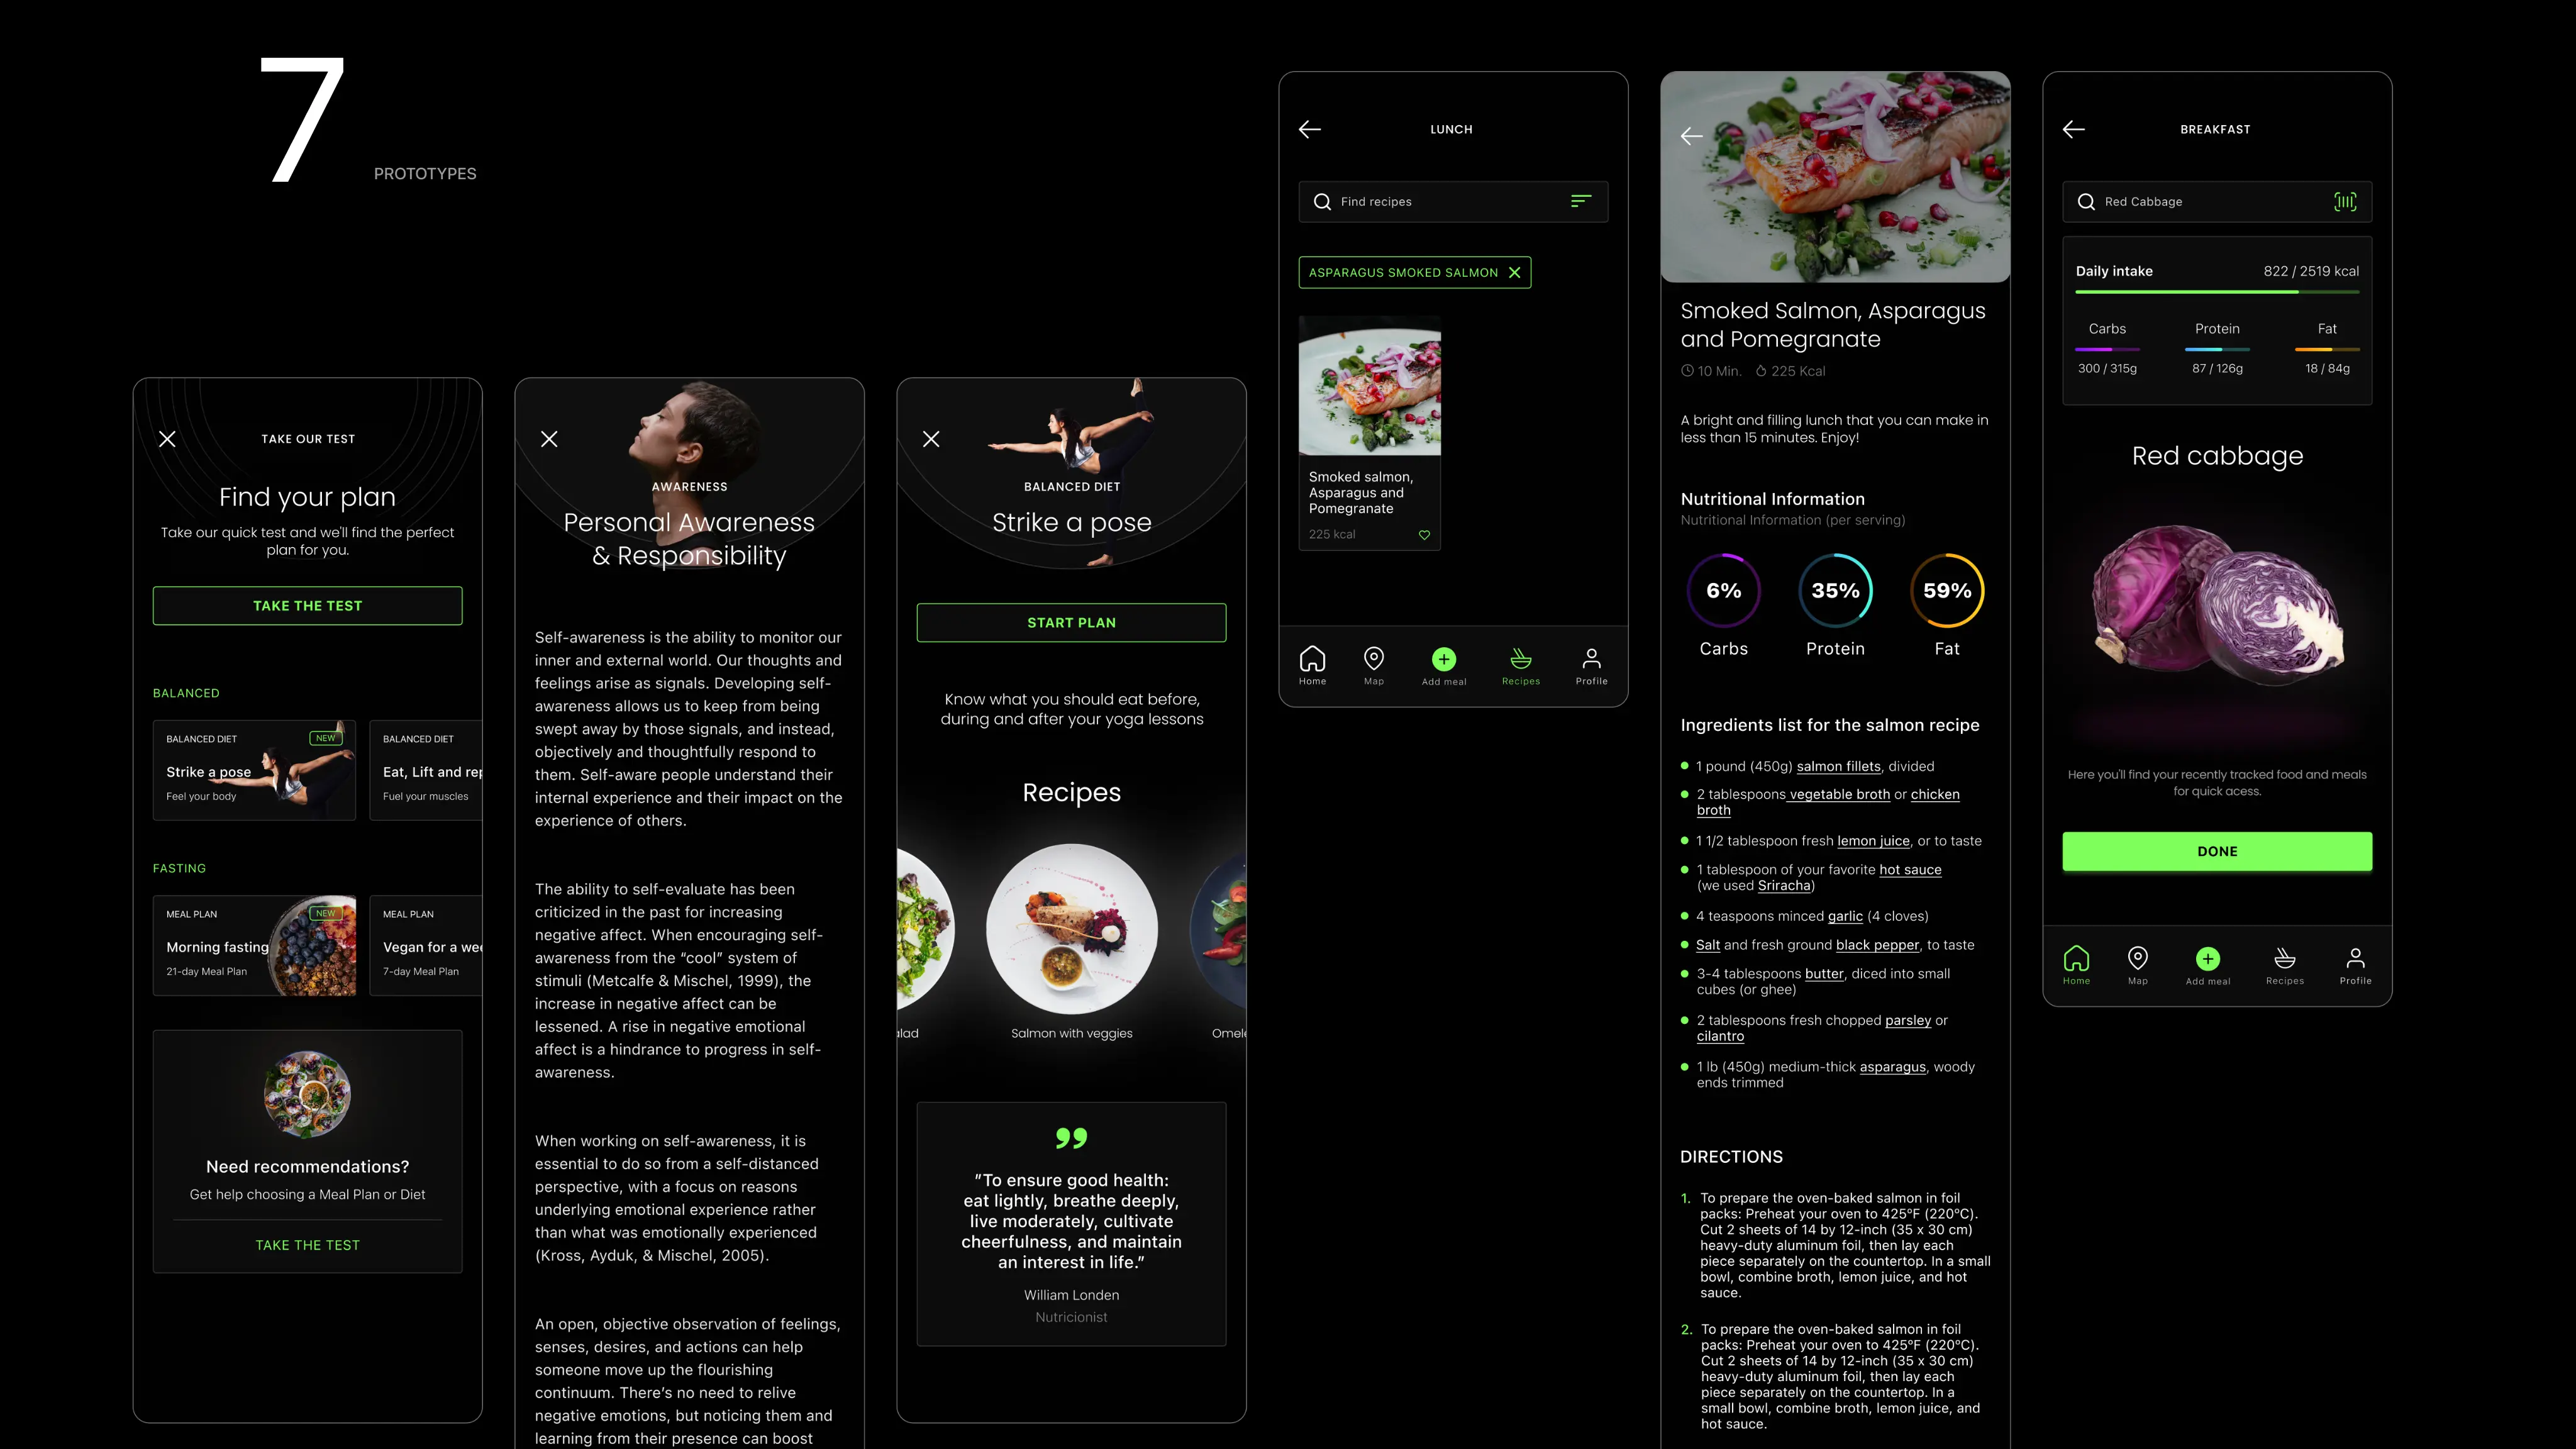 7
PROTOTYPES
TAKE OUR TEST
Find your plan
Take our quick test and we'll find the perfect
plan for you.
TAKE THE TEST
BALANCED
BALANCED DIET
NEW
Strike a pose
Feel your body
BALANCED DIET
Eat, Lift and rep
Fuel your muscles
FASTING
MEAL PLAN
NEW
Morning fasting
21-day Meal Plan
MEAL PLAN
Vegan for a wee
7-day Meal Plan
Need recommendations?
Get help choosing a Meal Plan or Diet
TAKE THE TEST
AWARENESS
Personal Awareness
& Responsibility
Self-awareness is the ability to monitor our
inner and external world. Our thoughts and
feelings arise as signals. Developing self-
awareness allows us to keep from being
swept away by those signals, and instead,
objectively and thoughtfully respond to
them. Self-aware people understand their
internal experience and their impact on the
experience of others.
The ability to self-evaluate has been
criticized in the past for increasing
negative affect. When encouraging self-
awareness from the “cool” system of
stimuli (Metcalfe & Mischel, 1999), the
increase in negative affect can be
lessened. A rise in negative emotional
affect is a hindrance to progress in self-
awareness.
When working on self-awareness, it is
essential to do so from a self-distanced
perspective, with a focus on reasons
underlying emotional experience rather
than what was emotionally experienced
(Kross, Ayduk, & Mischel, 2005).
An open, objective observation of feelings,
senses, desires, and actions can help
someone move up the flourishing
continuum. There’s no need to relive
negative emotions, but noticing them and
learning from their presence can boost
BALANCED DIET
Strike a pose
START PLAN
Know what you should eat before,
during and after your yoga lessons
Recipes
alad
Salmon with veggies
Omele
”
"To ensure good health:
eat lightly, breathe deeply,
live moderately, cultivate
cheerfulness, and maintain
an interest in life.”
William Londen
Nutricionist
LUNCH
Find recipes
ASPARAGUS SMOKED SALMON
Smoked salmon,
Asparagus and
Pomegranate
225 kcal
Home
Map
Add meal
Recipes
Profile
Smoked Salmon, Asparagus
and Pomegranate
10 Min.
225 Kcal
A bright and filling lunch that you can make in
less than 15 minutes. Enjoy!
Nutritional Information
Nutritional Information (per serving)
6%
35%
59%
Carbs
Protein
Fat
Ingredients list for the salmon recipe
1 pound (450g) salmon fillets, divided
2 tablespoons vegetable broth or chicken
broth
1 1/2 tablespoon fresh lemon juice, or to taste
1 tablespoon of your favorite hot sauce
(we used Sriracha)
4 teaspoons minced garlic (4 cloves)
Salt and fresh ground black pepper, to taste
3-4 tablespoons butter, diced into small
cubes (or ghee)
2 tablespoons fresh chopped parsley or
cilantro
1 lb (450g) medium-thick asparagus, woody
ends trimmed
DIRECTIONS
1. To prepare the oven-baked salmon in foil
packs: Preheat your oven to 425ºF (220ºC).
Cut 2 sheets of 14 by 12-inch (35 x 30 cm)
heavy-duty aluminum foil, then lay each
piece separately on the countertop. In a small
bowl, combine broth, lemon juice, and hot
sauce.
2. To prepare the oven-baked salmon in foil
packs: Preheat your oven to 425ºF (220ºC).
Cut 2 sheets of 14 by 12-inch (35 x 30 cm)
heavy-duty aluminum foil, then lay each
piece separately on the countertop. In a
small bowl, combine broth, lemon juice, and
hot sauce.
BREAKFAST
Red Cabbage
Daily intake
822 / 2519 kcal
Carbs
Protein
Fat
300 / 315g
87 / 126g
18 / 84g
Red cabbage
Here you'll find your recently tracked food and meals
for quick acess.
DONE
Home
Map
Add meal
Recipes
Profile